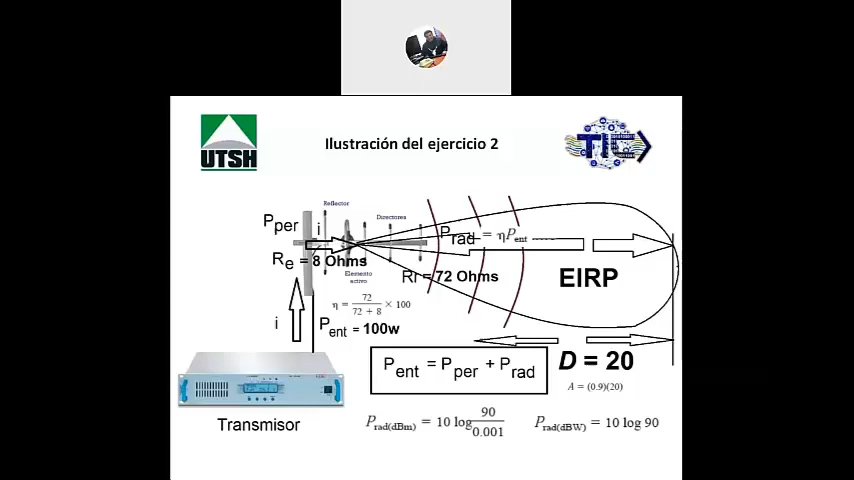 UTSH
Ilustración del ejercicio 2
TIC
Reflector
Directores
Pper
i
Prad = ηPent
Re = 8 Ohms
Elemento
activo
Rr = 72 Ohms
EIRP
η = 72 / 72 + 8 × 100
i
Pent = 100w
Pent = Pper + Prad
D = 20
A = (0.9)(20)
Transmisor
Prad(dBm) = 10 log 90 / 0.001
Prad(dBW) = 10 log 90